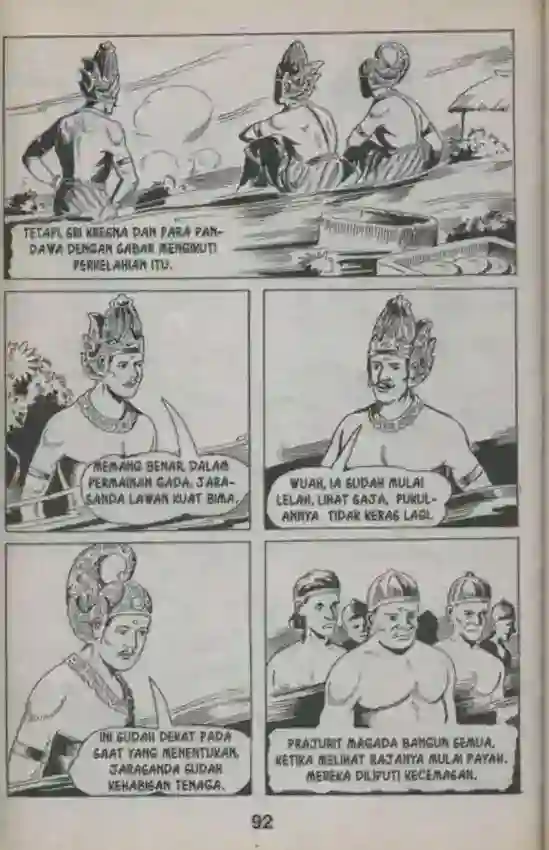 TETAPI, SRI KRESNA DAN PARA PAN-
DAWA DENGAN SABAR MENGIKUTI
PERKELAHIAN ITU.
MEMANG BENAR, DALAM
PERMAINAN GADA, JARA-
SANDA LAWAN KUAT BIMA.
WUAH, IA SUDAH MULAI
LELAH, LIHAT SAJA, PUKUL-
ANNYA TIDAK KERAS LAGI.
INI SUDAH DEKAT PADA
SAAT YANG MENENTUKAN.
JARASANDA SUDAH
KEHABISAN TENAGA.
PRAJURIT MAGADA BANGUN SEMUA,
KETIKA MELIHAT RAJANYA MULAI PAYAH.
MEREKA DILIPUTI KECEMASAN.
92